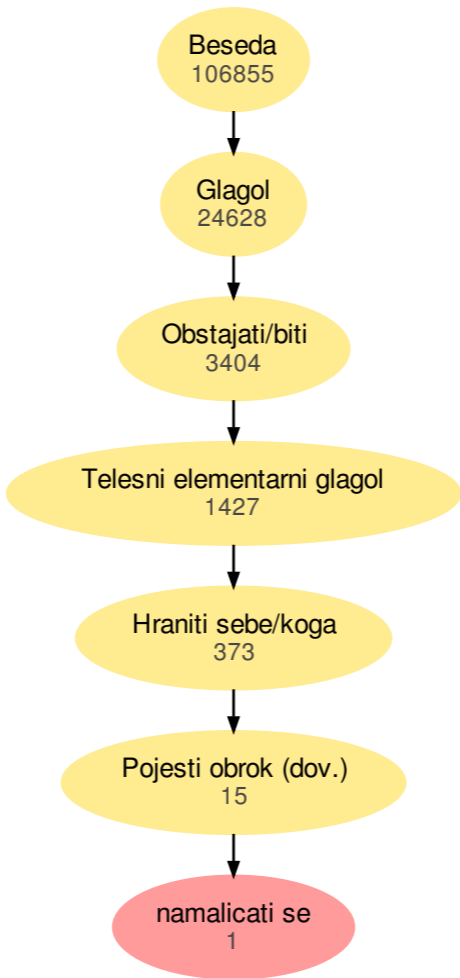 Beseda
106855
Glagol
24628
Obstajati/biti
3404
Telesni elementarni glagol
1427
Hraniti sebe/koga
373
Pojesti obrok (dov.)
15
namalicati se
1